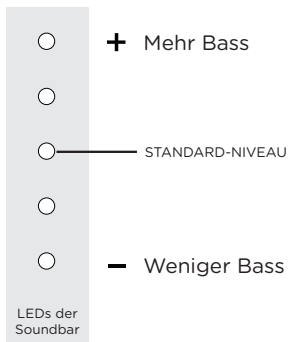 + Mehr Bass
STANDARD-NIVEAU
– Weniger Bass
LEDs der
Soundbar